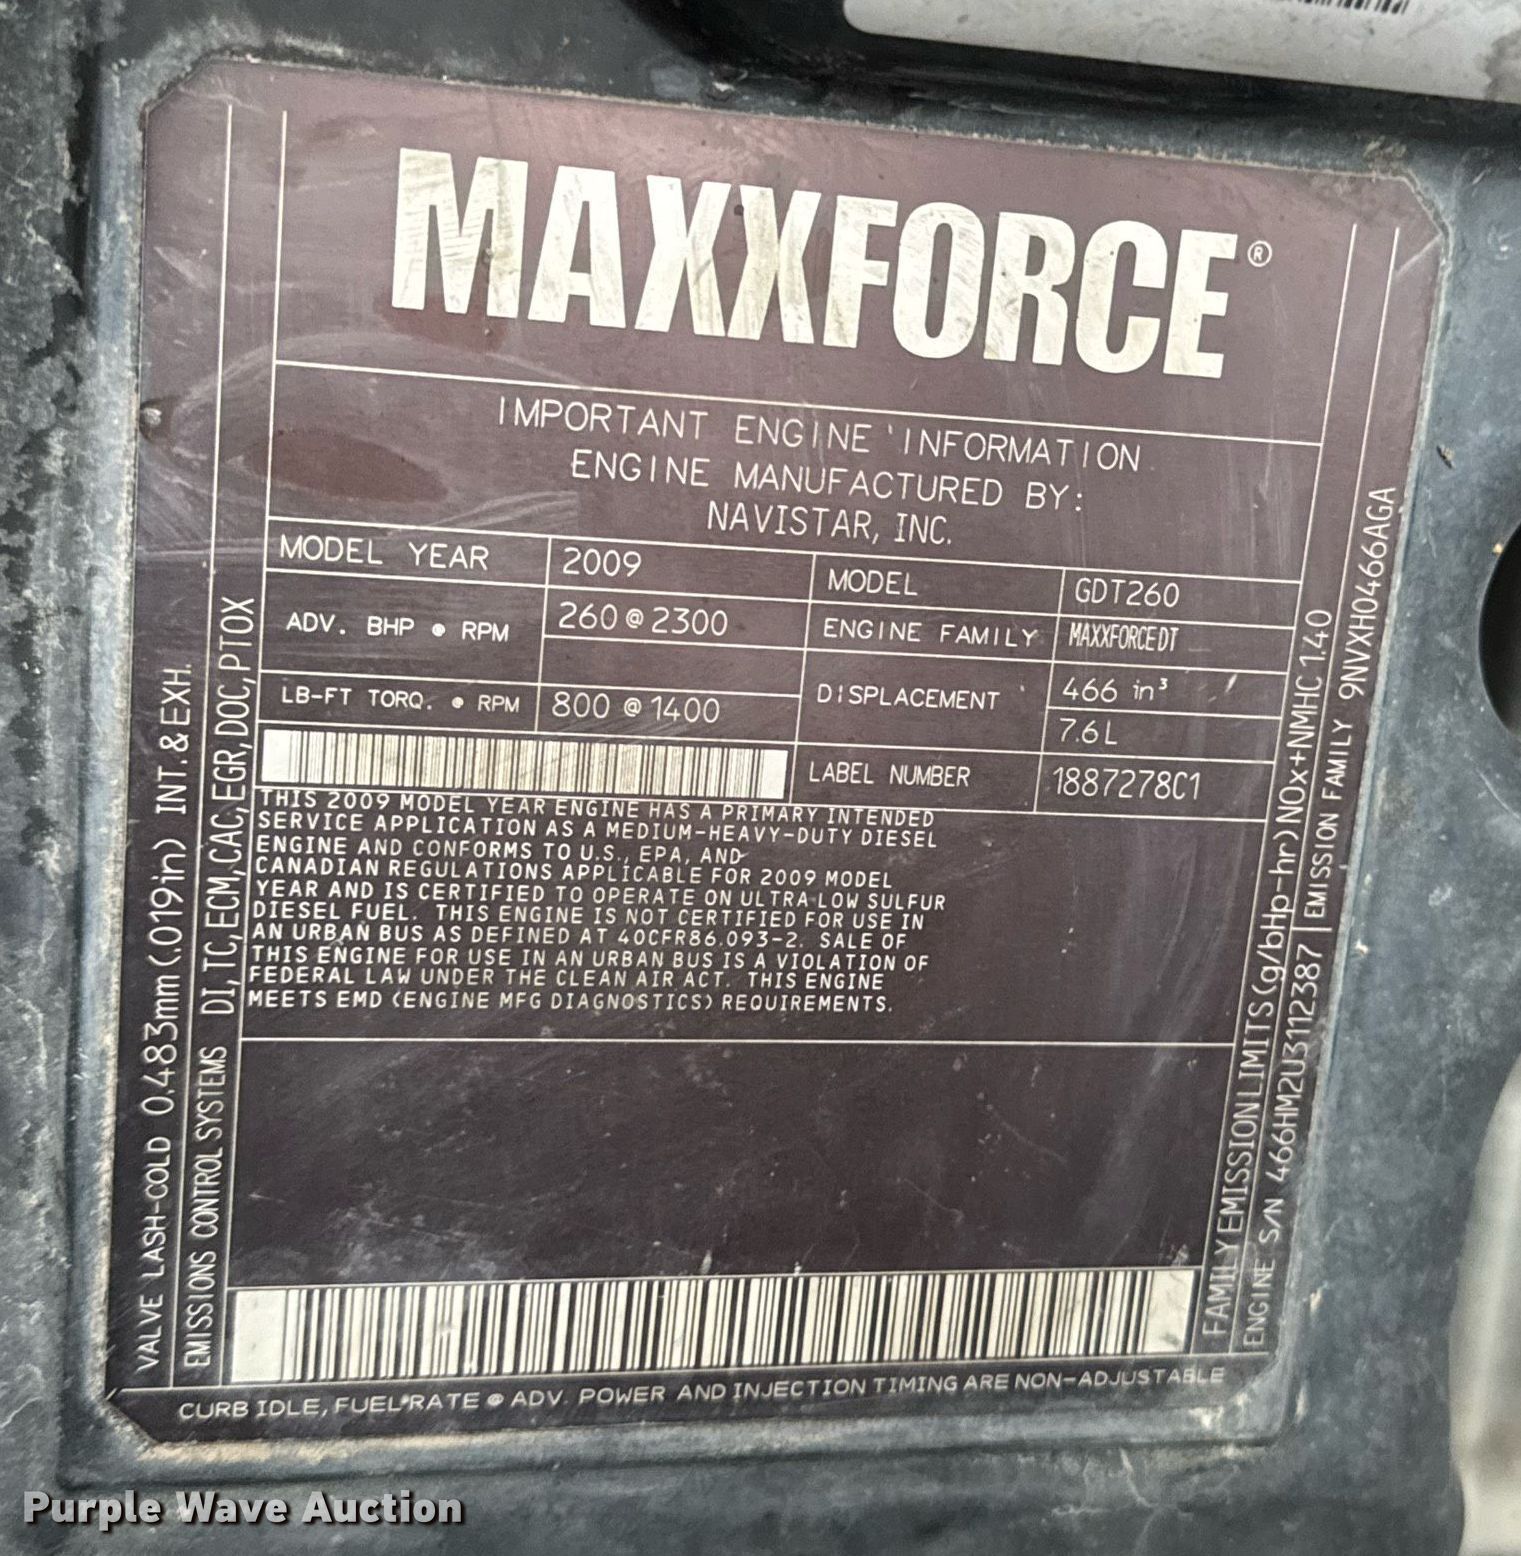 MAXXFORCE®
IMPORTANT ENGINE INFORMATION
ENGINE MANUFACTURED BY:
NAVISTAR, INC.
MODEL YEAR 2009 MODEL GDT260
ADV. BHP @ RPM 260 @ 2300 ENGINE FAMILY MAXXFORCE DT
LB-FT TORQ. @ RPM 800 @ 1400 DISPLACEMENT 466 in³
7.6L
LABEL NUMBER 1887278C1
THIS 2009 MODEL YEAR ENGINE HAS A PRIMARY INTENDED
SERVICE APPLICATION AS A MEDIUM-HEAVY-DUTY DIESEL
ENGINE AND CONFORMS TO U.S., EPA, AND
CANADIAN REGULATIONS APPLICABLE FOR 2009 MODEL
YEAR AND IS CERTIFIED TO OPERATE ON ULTRA LOW SULFUR
DIESEL FUEL. THIS ENGINE IS NOT CERTIFIED FOR USE IN
AN URBAN BUS AS DEFINED AT 40CFR86.093-2. SALE OF
THIS ENGINE FOR USE IN AN URBAN BUS IS A VIOLATION OF
FEDERAL LAW UNDER THE CLEAN AIR ACT. THIS ENGINE
MEETS EMD (ENGINE MFG DIAGNOSTICS) REQUIREMENTS.
VALVE LASH-COLD 0.483mm (.019in) INT.&EXH.
EMISSIONS CONTROL SYSTEMS DI,TC,ECM,CAC,EGR,DOC,PTOX
FAMILY EMISSION LIMITS (g/bHp-hr) NOx+NMHC 1.40
ENGINE S/N 466HM2U3112387 EMISSION FAMILY 9NVXH0466AGA
CURB IDLE, FUEL RATE @ ADV. POWER AND INJECTION TIMING ARE NON-ADJUSTABLE
Purple Wave Auction